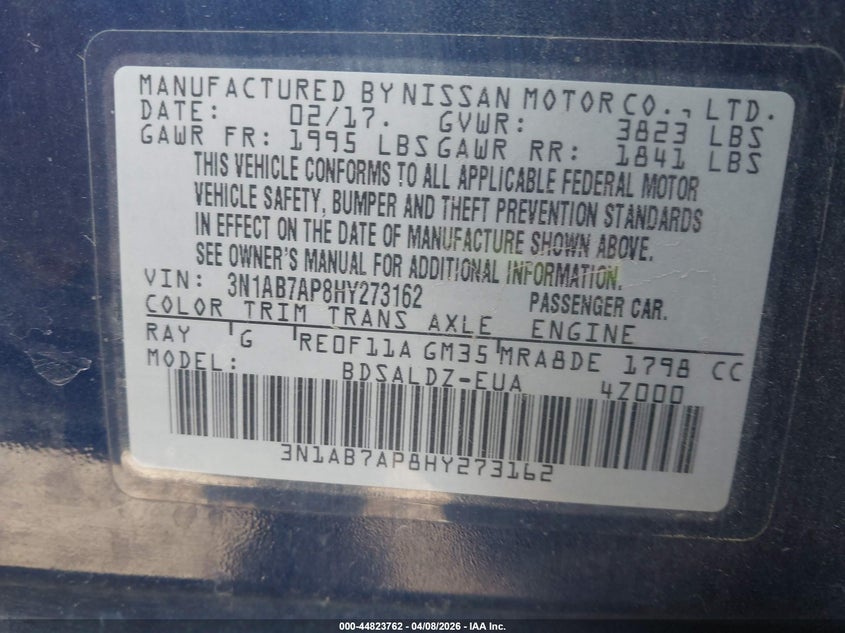 MANUFACTURED BY NISSAN MOTOR CO., LTD.
DATE: 02/17. GVWR: 3823 LBS
GAWR FR: 1995 LBS GAWR RR: 1841 LBS
THIS VEHICLE CONFORMS TO ALL APPLICABLE FEDERAL MOTOR
VEHICLE SAFETY, BUMPER AND THEFT PREVENTION STANDARDS
IN EFFECT ON THE DATE OF MANUFACTURE SHOWN ABOVE.
SEE OWNER'S MANUAL FOR ADDITIONAL INFORMATION.
VIN: 3N1AB7AP8HY273162 PASSENGER CAR.
COLOR TRIM TRANS AXLE ENGINE
RAY G RE0F11A GM35 MRA8DE 1798 CC
MODEL: BDSALDZ-EUA 4Z000
3N1AB7AP8HY273162
000-44823762 - 04/08/2026 - IAA Inc.